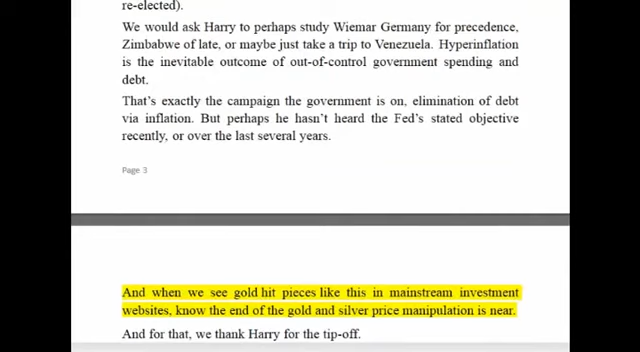 re-elected).
We would ask Harry to perhaps study Wiemar Germany for precedence,
Zimbabwe of late, or maybe just take a trip to Venezuela. Hyperinflation
is the inevitable outcome of out-of-control government spending and
debt.
That's exactly the campaign the government is on, elimination of debt
via inflation. But perhaps he hasn't heard the Fed's stated objective
recently, or over the last several years.
Page 3
And when we see gold hit pieces like this in mainstream investment
websites, know the end of the gold and silver price manipulation is near.
And for that, we thank Harry for the tip-off.